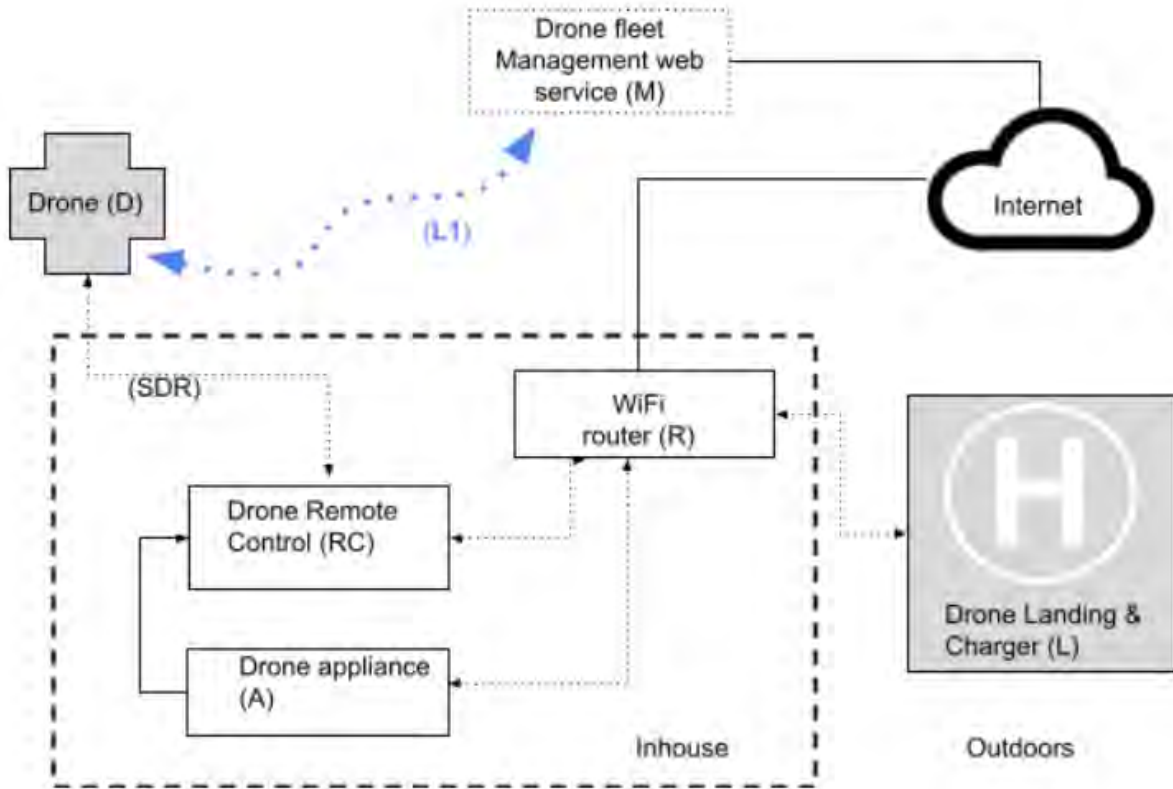 Drone fleet
Management web
service (M)
Drone (D)
(L1)
Internet
(SDR)
WiFi
router (R)
H
Drone Remote
Control (RC)
Drone Landing &
Charger (L)
Drone appliance
(A)
Inhouse
Outdoors